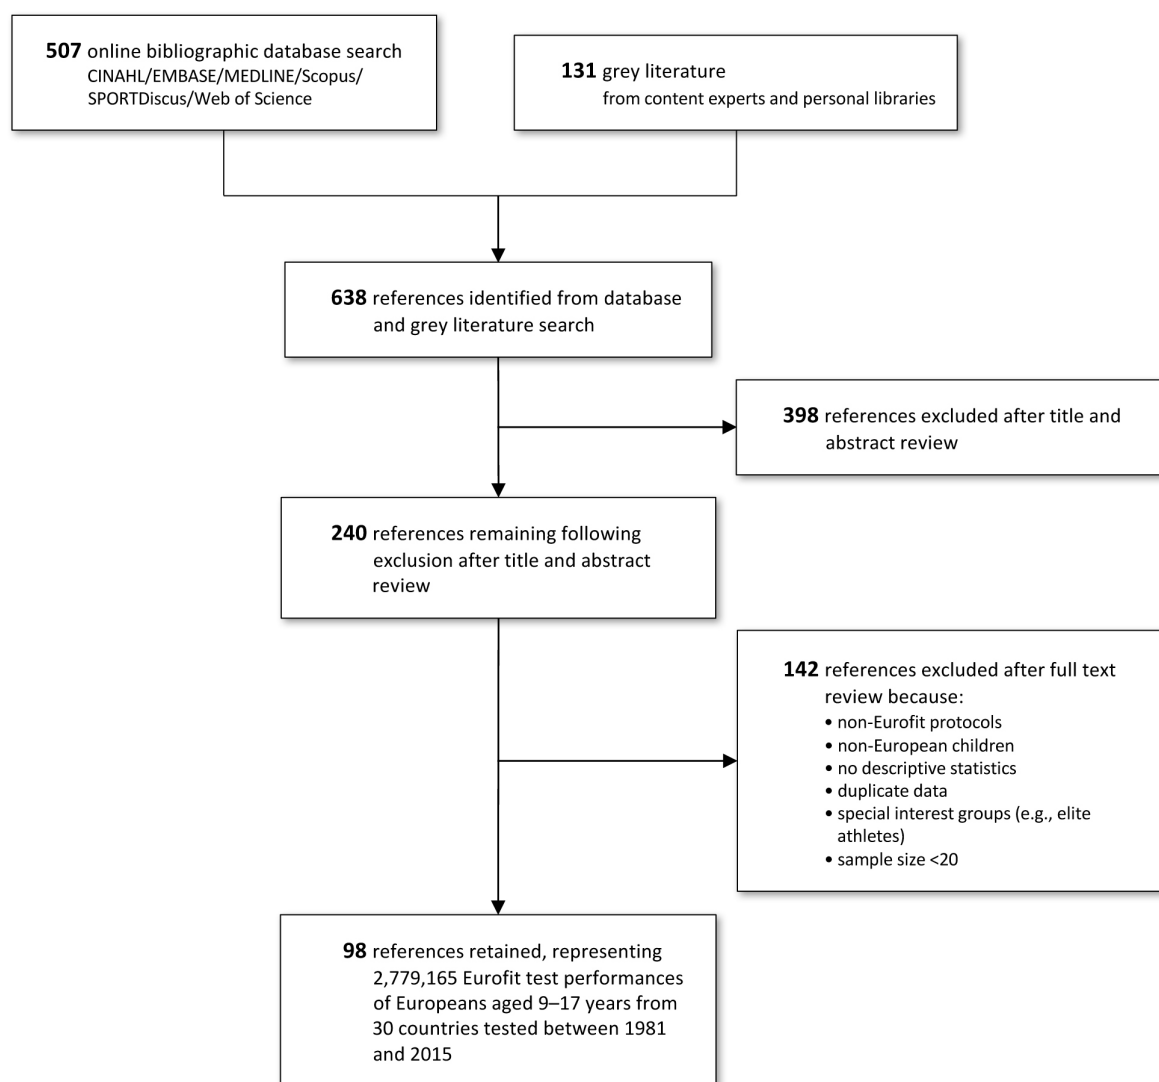 507 online bibliographic database search
CINAHL/EMBASE/MEDLINE/Scopus/
SPORTDiscus/Web of Science
131 grey literature
from content experts and personal libraries
638 references identified from database
and grey literature search
398 references excluded after title and
abstract review
240 references remaining following
exclusion after title and abstract
review
142 references excluded after full text
review because:
• non-Eurofit protocols
• non-European children
• no descriptive statistics
• duplicate data
• special interest groups (e.g., elite
athletes)
• sample size <20
98 references retained, representing
2,779,165 Eurofit test performances
of Europeans aged 9–17 years from
30 countries tested between 1981
and 2015